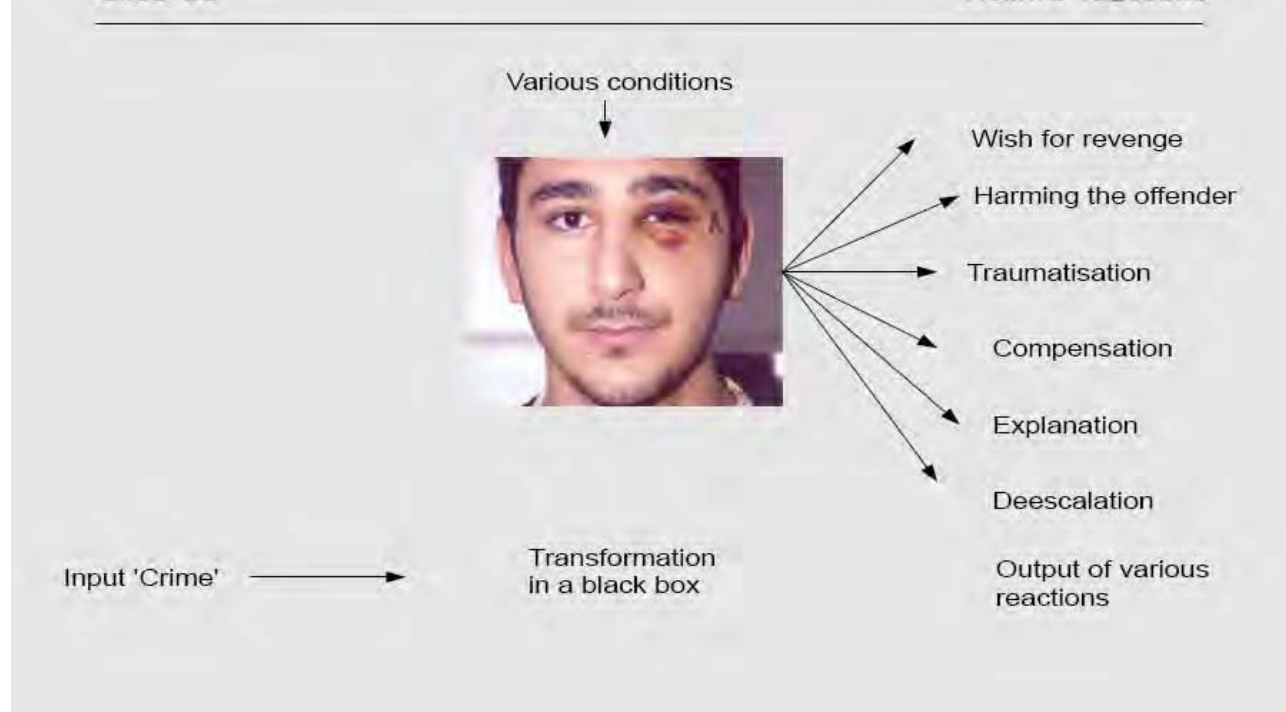 Various conditions
Wish for revenge
Harming the offender
Traumatisation
Compensation
Explanation
Deescalation
Input 'Crime'
Transformation
in a black box
Output of various
reactions